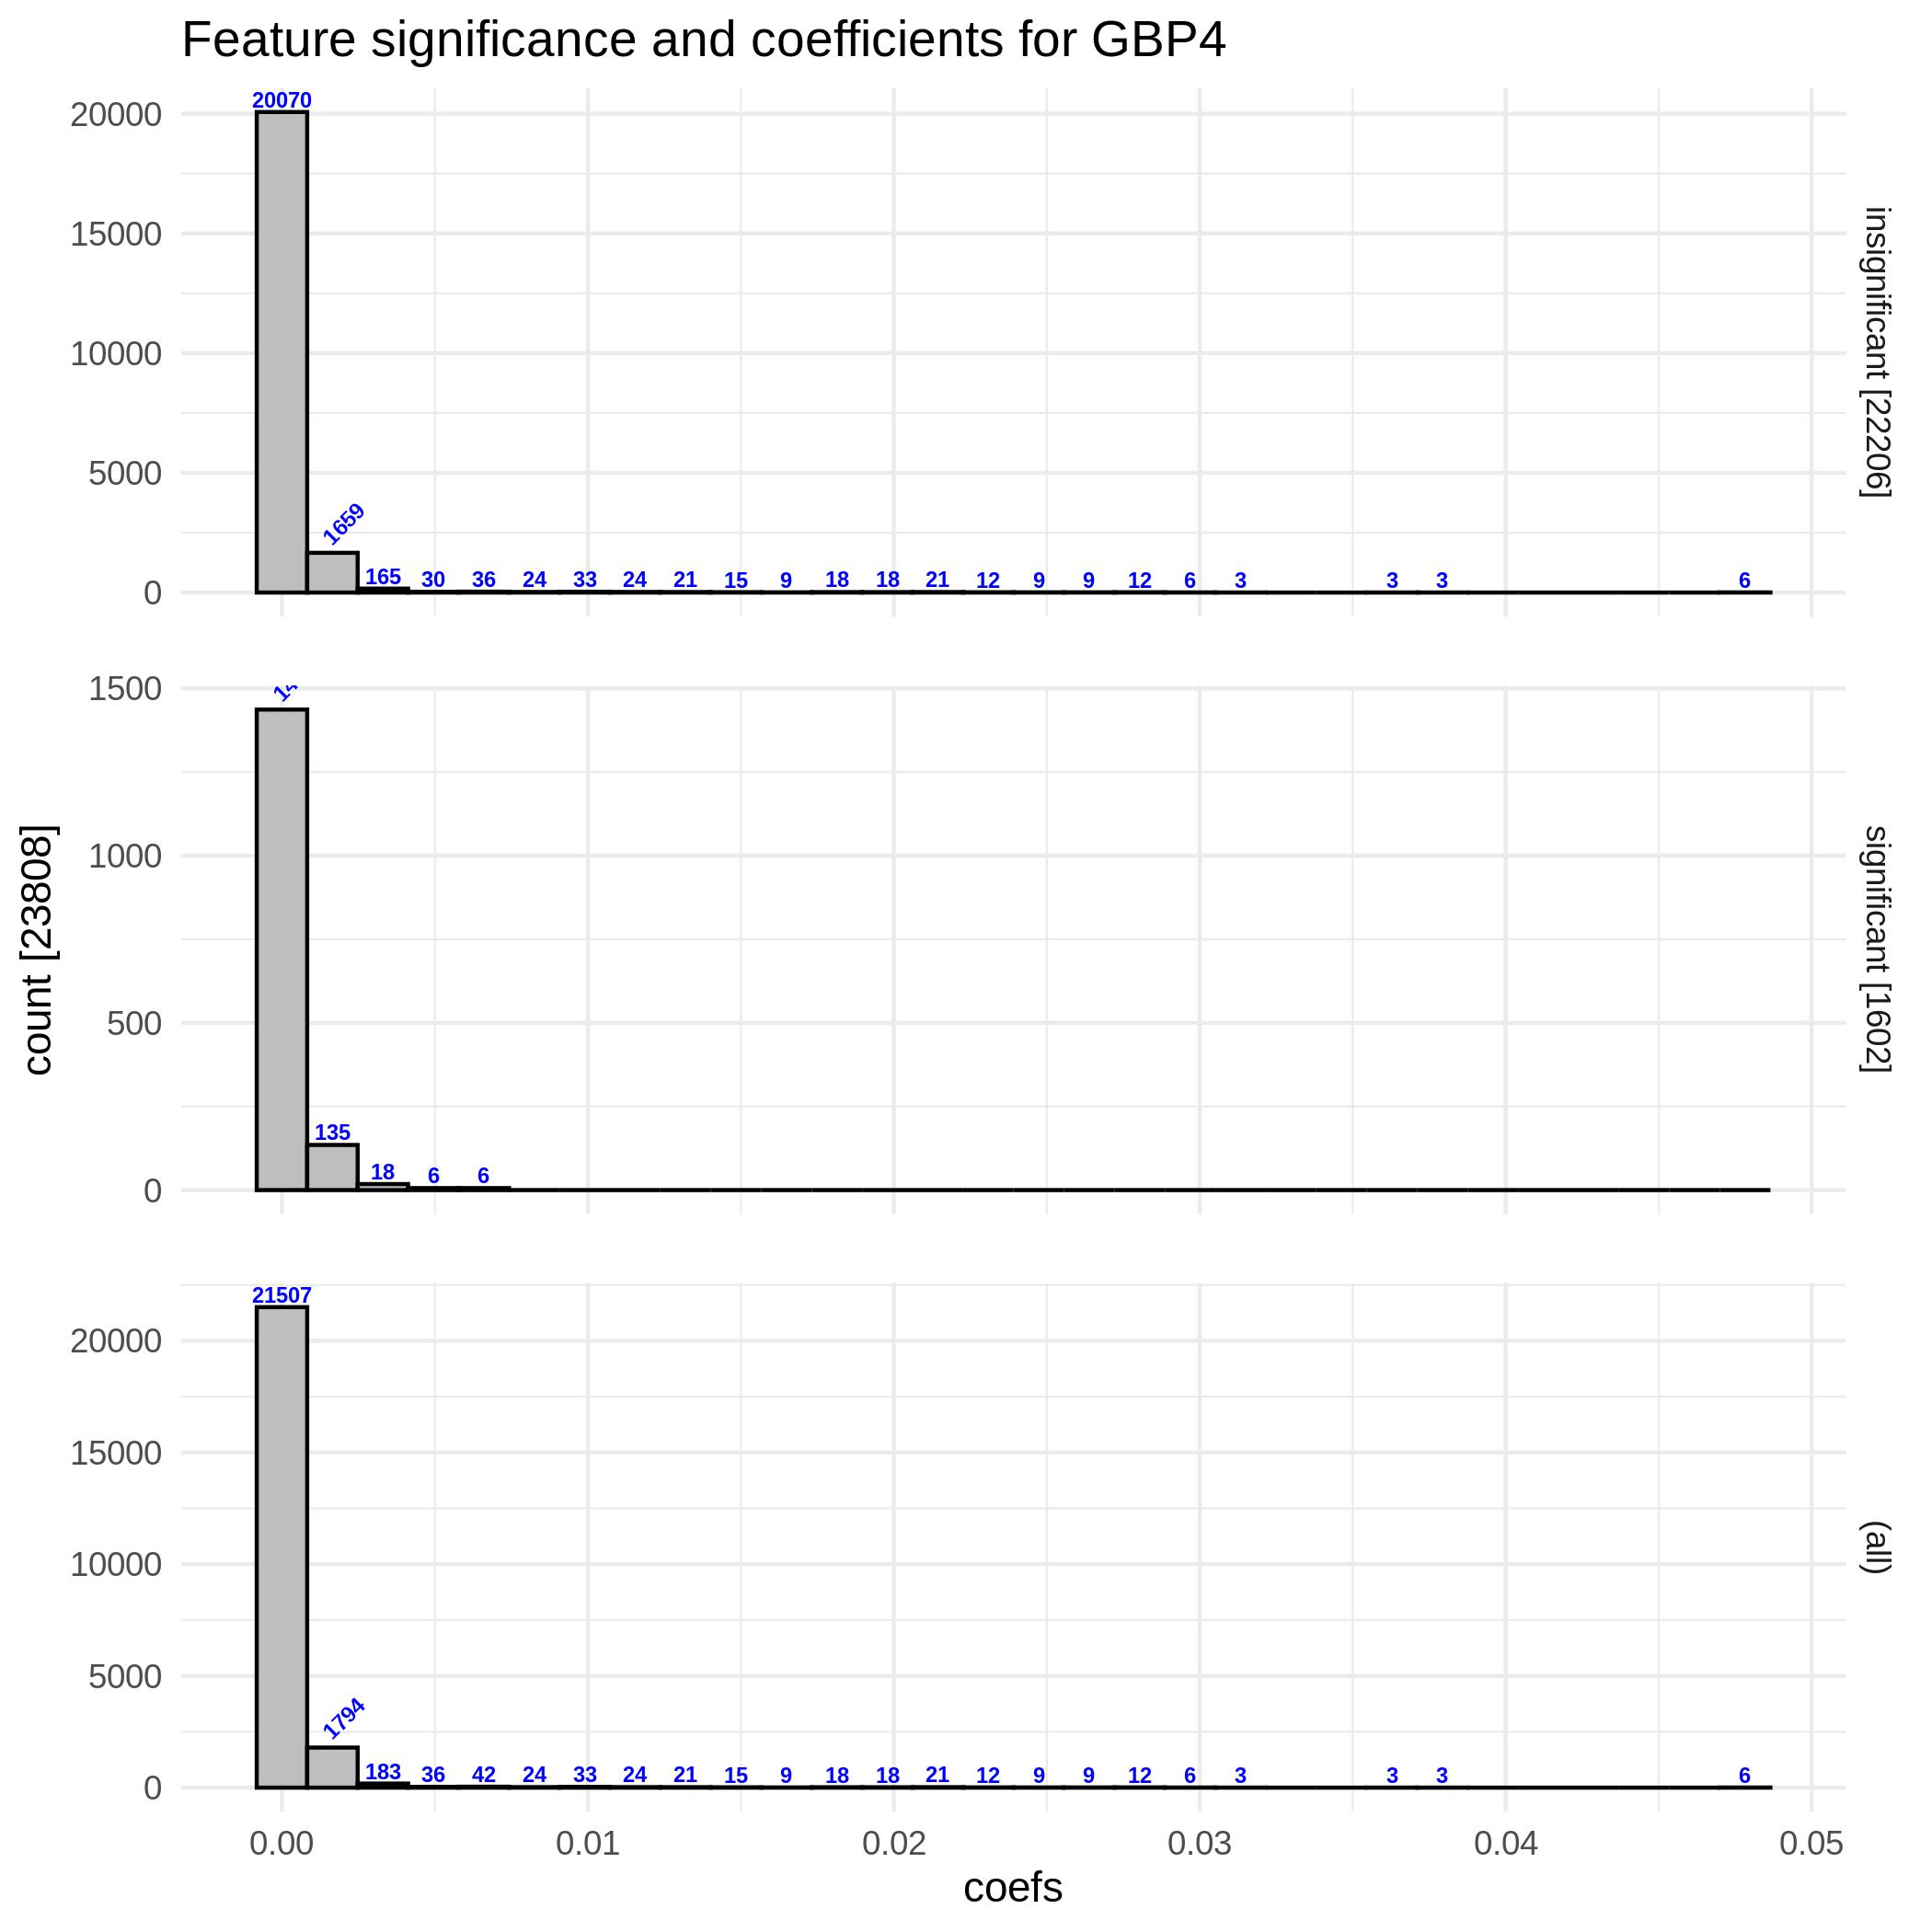 Feature significance and coefficients for GBP4
20070
20000
15000
10000
5000
0
1659
165 30 36 24 33 24 21 15 9 18 18 21 12 9 9 12 6 3 3 3 6
insignificant [22206]
1500
1000
500
0
135
18 6 6
significant [1602]
count [23808]
21507
20000
15000
10000
5000
0
1794
183 36 42 24 33 24 21 15 9 18 18 21 12 9 9 12 6 3 3 3 6
(all)
0.00 0.01 0.02 0.03 0.04 0.05
coefs